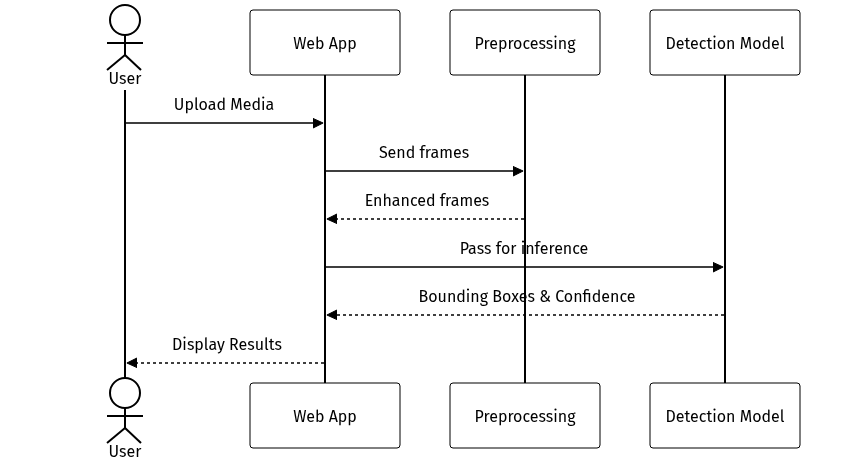 User
Web App
Preprocessing
Detection Model
Upload Media
Send frames
Enhanced frames
Pass for inference
Bounding Boxes & Confidence
Display Results
User
Web App
Preprocessing
Detection Model